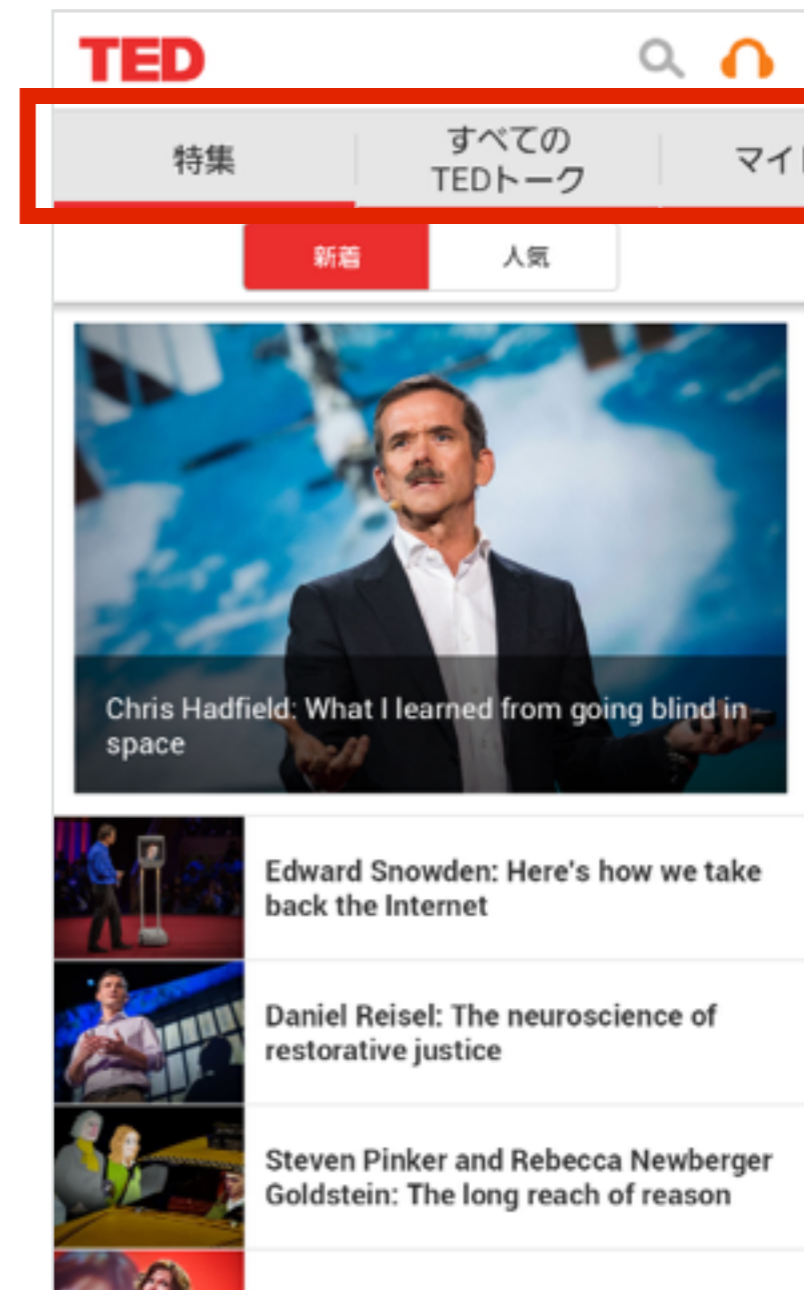 TED
特集
すべての
TEDトーク
マイ
新着
人気
Chris Hadfield: What I learned from going blind in
space
Edward Snowden: Here's how we take
back the Internet
Daniel Reisel: The neuroscience of
restorative justice
Steven Pinker and Rebecca Newberger
Goldstein: The long reach of reason